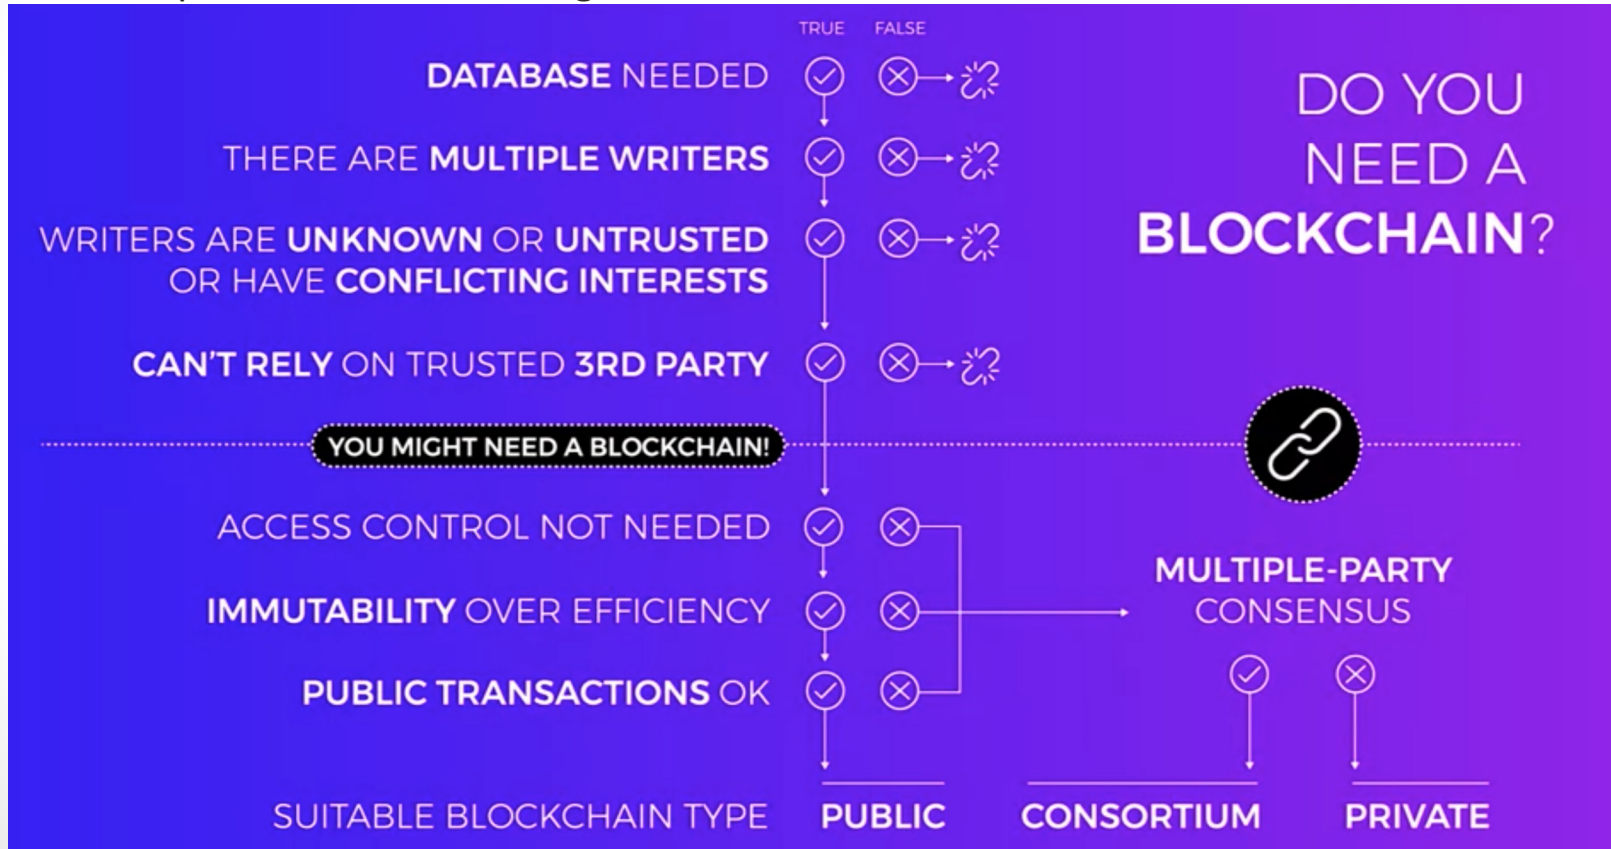 TRUE FALSE
DATABASE NEEDED
DO YOU
NEED A
BLOCKCHAIN?
THERE ARE MULTIPLE WRITERS
WRITERS ARE UNKNOWN OR UNTRUSTED
OR HAVE CONFLICTING INTERESTS
CAN'T RELY ON TRUSTED 3RD PARTY
YOU MIGHT NEED A BLOCKCHAIN!
ACCESS CONTROL NOT NEEDED
IMMUTABILITY OVER EFFICIENCY
PUBLIC TRANSACTIONS OK
MULTIPLE-PARTY
CONSENSUS
SUITABLE BLOCKCHAIN TYPE PUBLIC CONSORTIUM PRIVATE